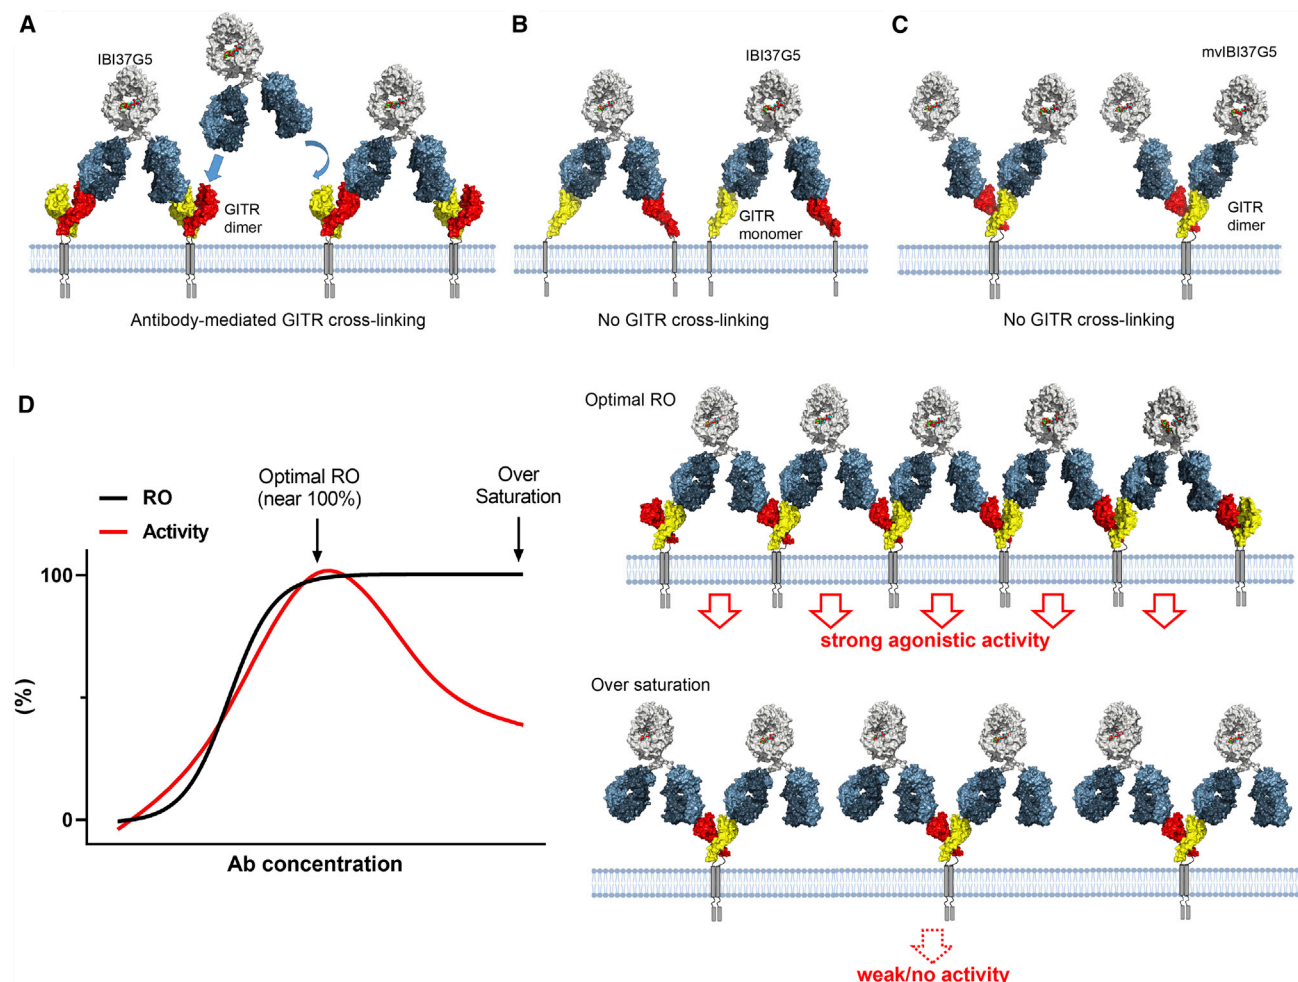 A
IBI37G5
GITR
dimer
Antibody-mediated GITR cross-linking
B
IBI37G5
GITR
monomer
No GITR cross-linking
C
mvIBI37G5
GITR
dimer
No GITR cross-linking
D
RO
Activity
Optimal RO
(near 100%)
Over
Saturation
100
0
(%)
Ab concentration
Optimal RO
strong agonistic activity
Over saturation
weak/no activity